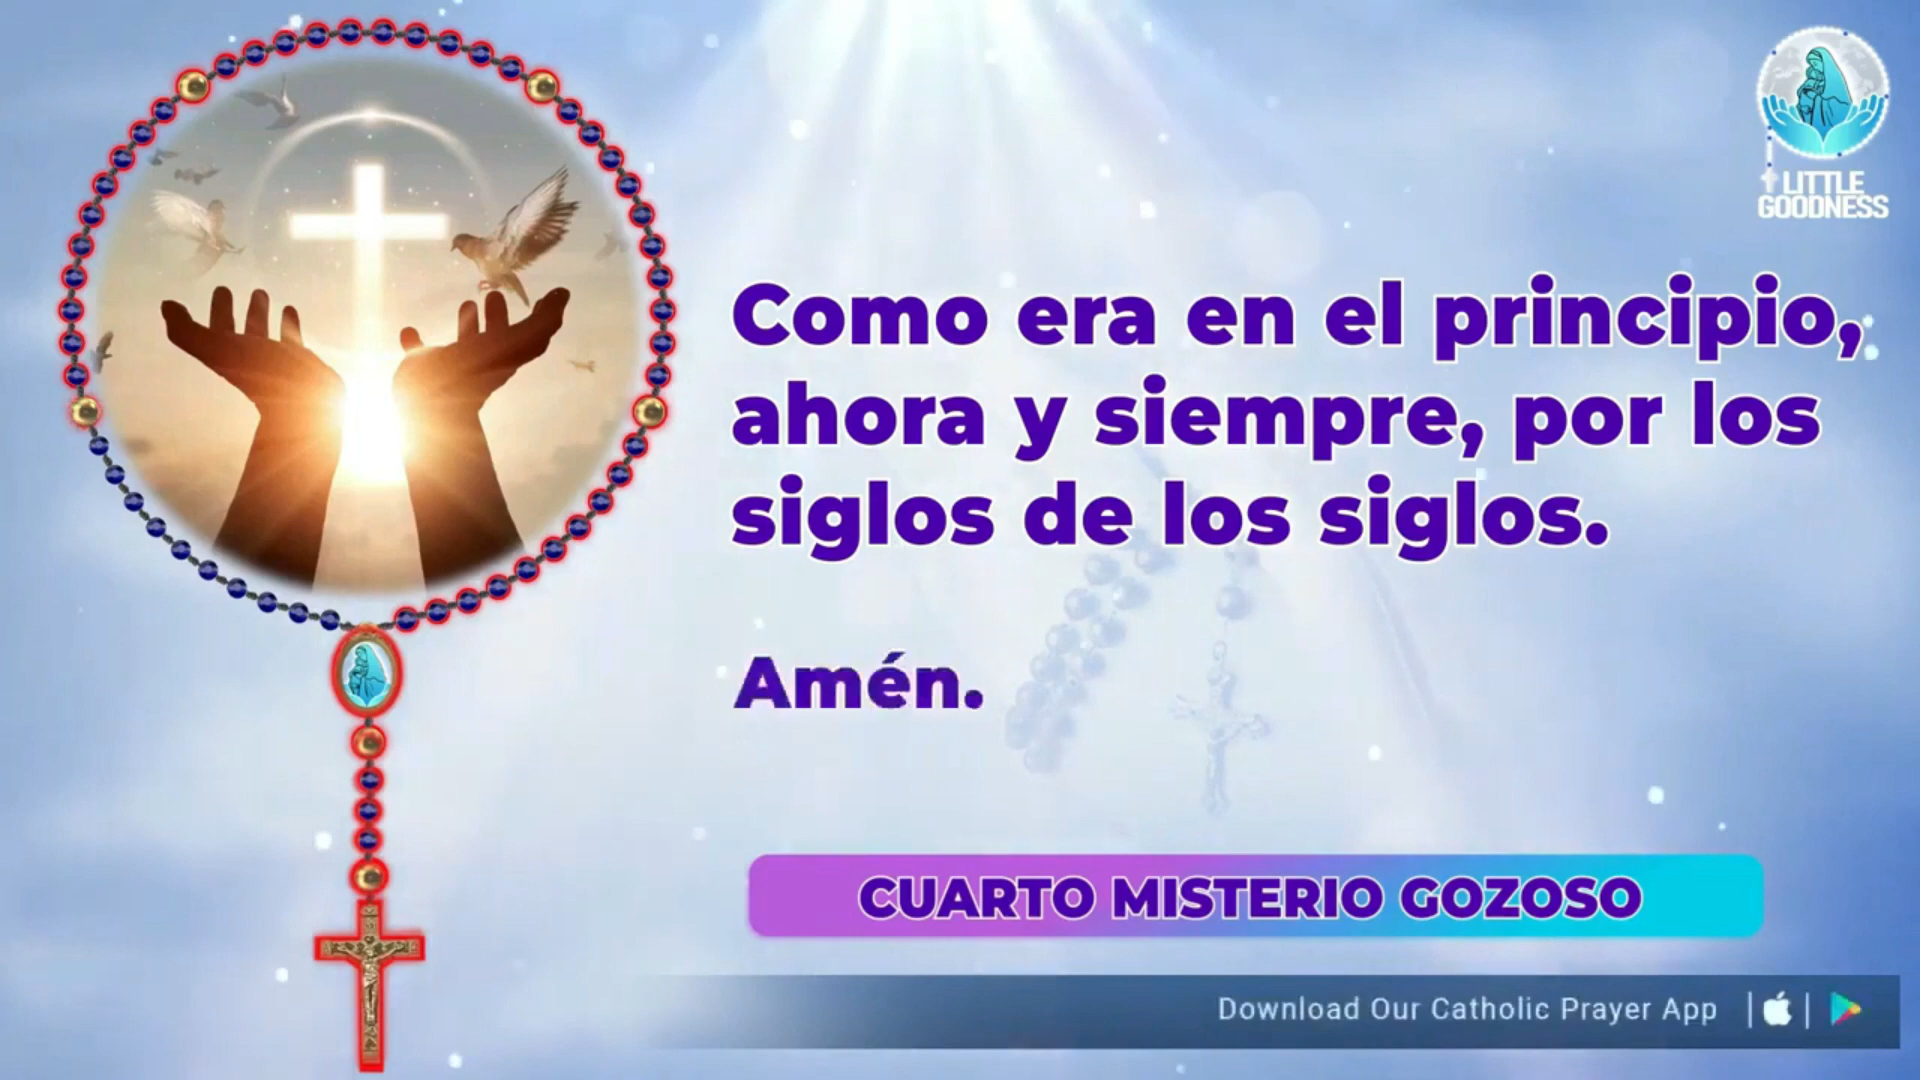 LITTLE
GOODNESS
Como era en el principio,
ahora y siempre, por los
siglos de los siglos.
Amén.
CUARTO MISTERIO GOZOSO
Download Our Catholic Prayer App